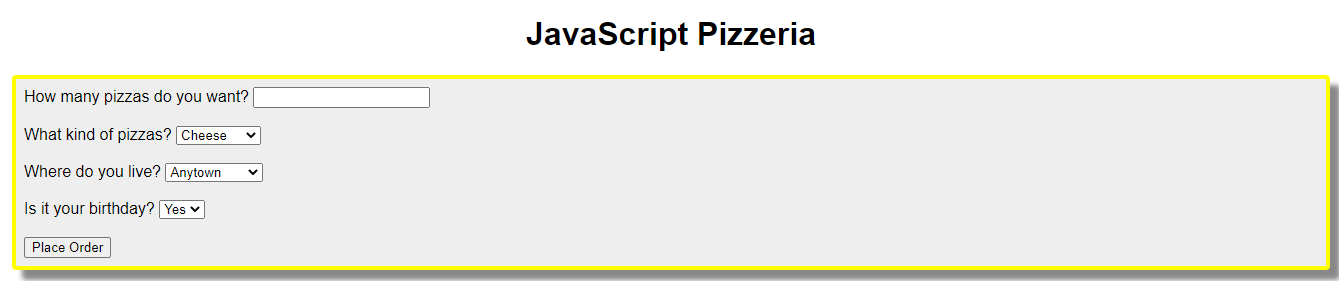 JavaScript Pizzeria
How many pizzas do you want?
What kind of pizzas? Cheese
Where do you live? Anytown
Is it your birthday? Yes
Place Order